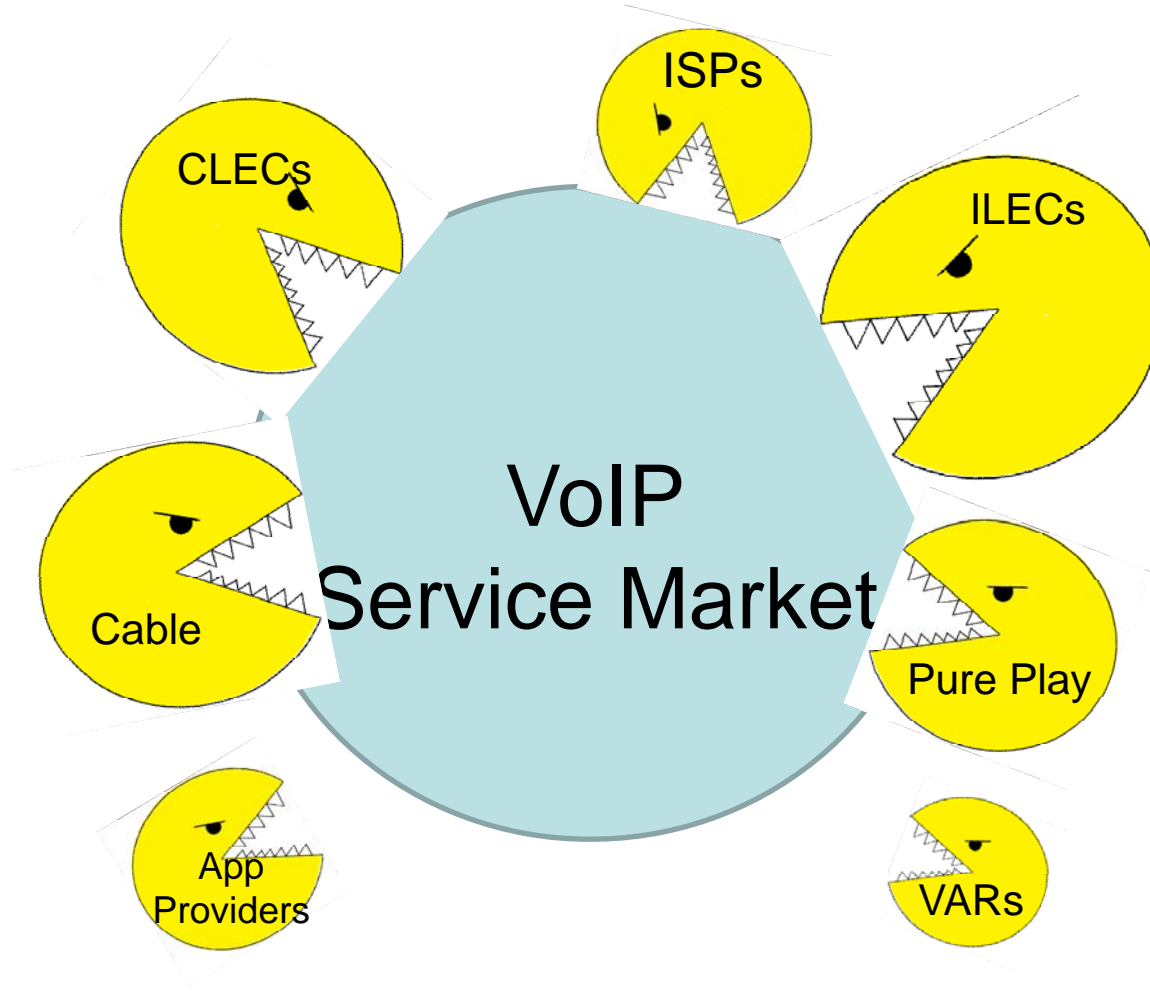 ISPs
CLECs
ILECs
VoIP
Service Market
Cable
Pure Play
App
Providers
VARs